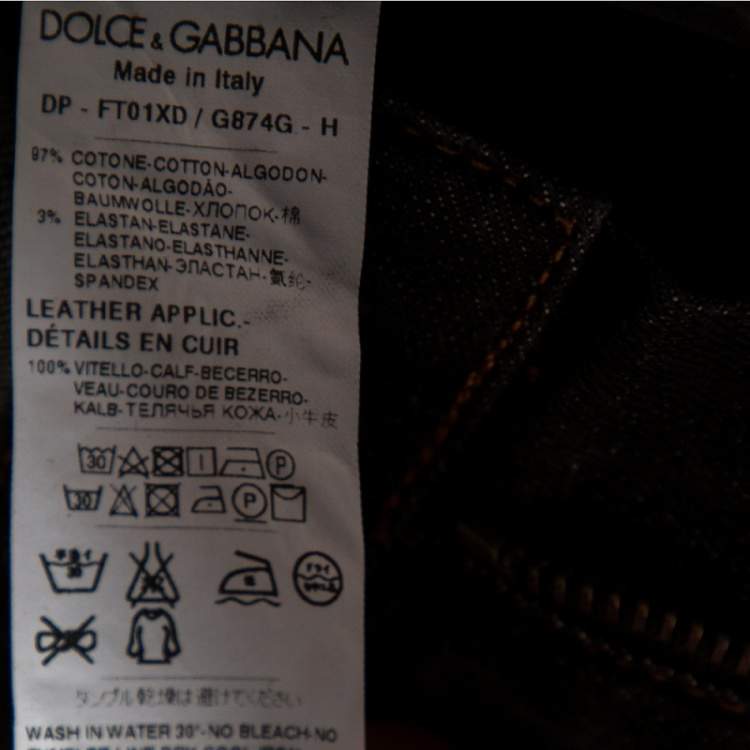 DOLCE & GABBANA
Made in Italy
DP - FT01XD / G874G - H
97% COTONE-COTTON-ALGODON-
COTON-ALGODÃO-
BAUMWOLLE-ХЛОПОК-棉
3% ELASTAN-ELASTANE-
ELASTANO-ELASTHANNE-
ELASTHAN-ЭЛАСТАН-氨纶-
SPANDEX
LEATHER APPLIC.-
DÉTAILS EN CUIR
100% VITELLO-CALF-BECERRO-
VEAU-COURO DE BEZERRO-
KALB-ТЕЛЯЧЬЯ КОЖА-小牛皮
30 P
30 P
タンブル乾燥は避けてください
WASH IN WATER 30°-NO BLEACH-NO